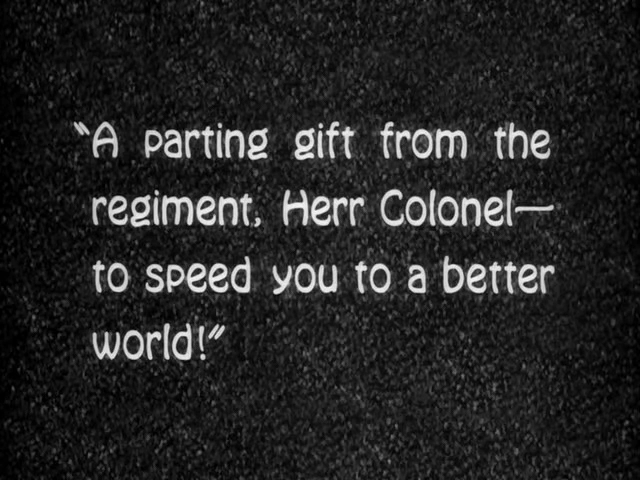 “A parting gift from the
regiment, Herr Colonel—
to speed you to a better
world!”